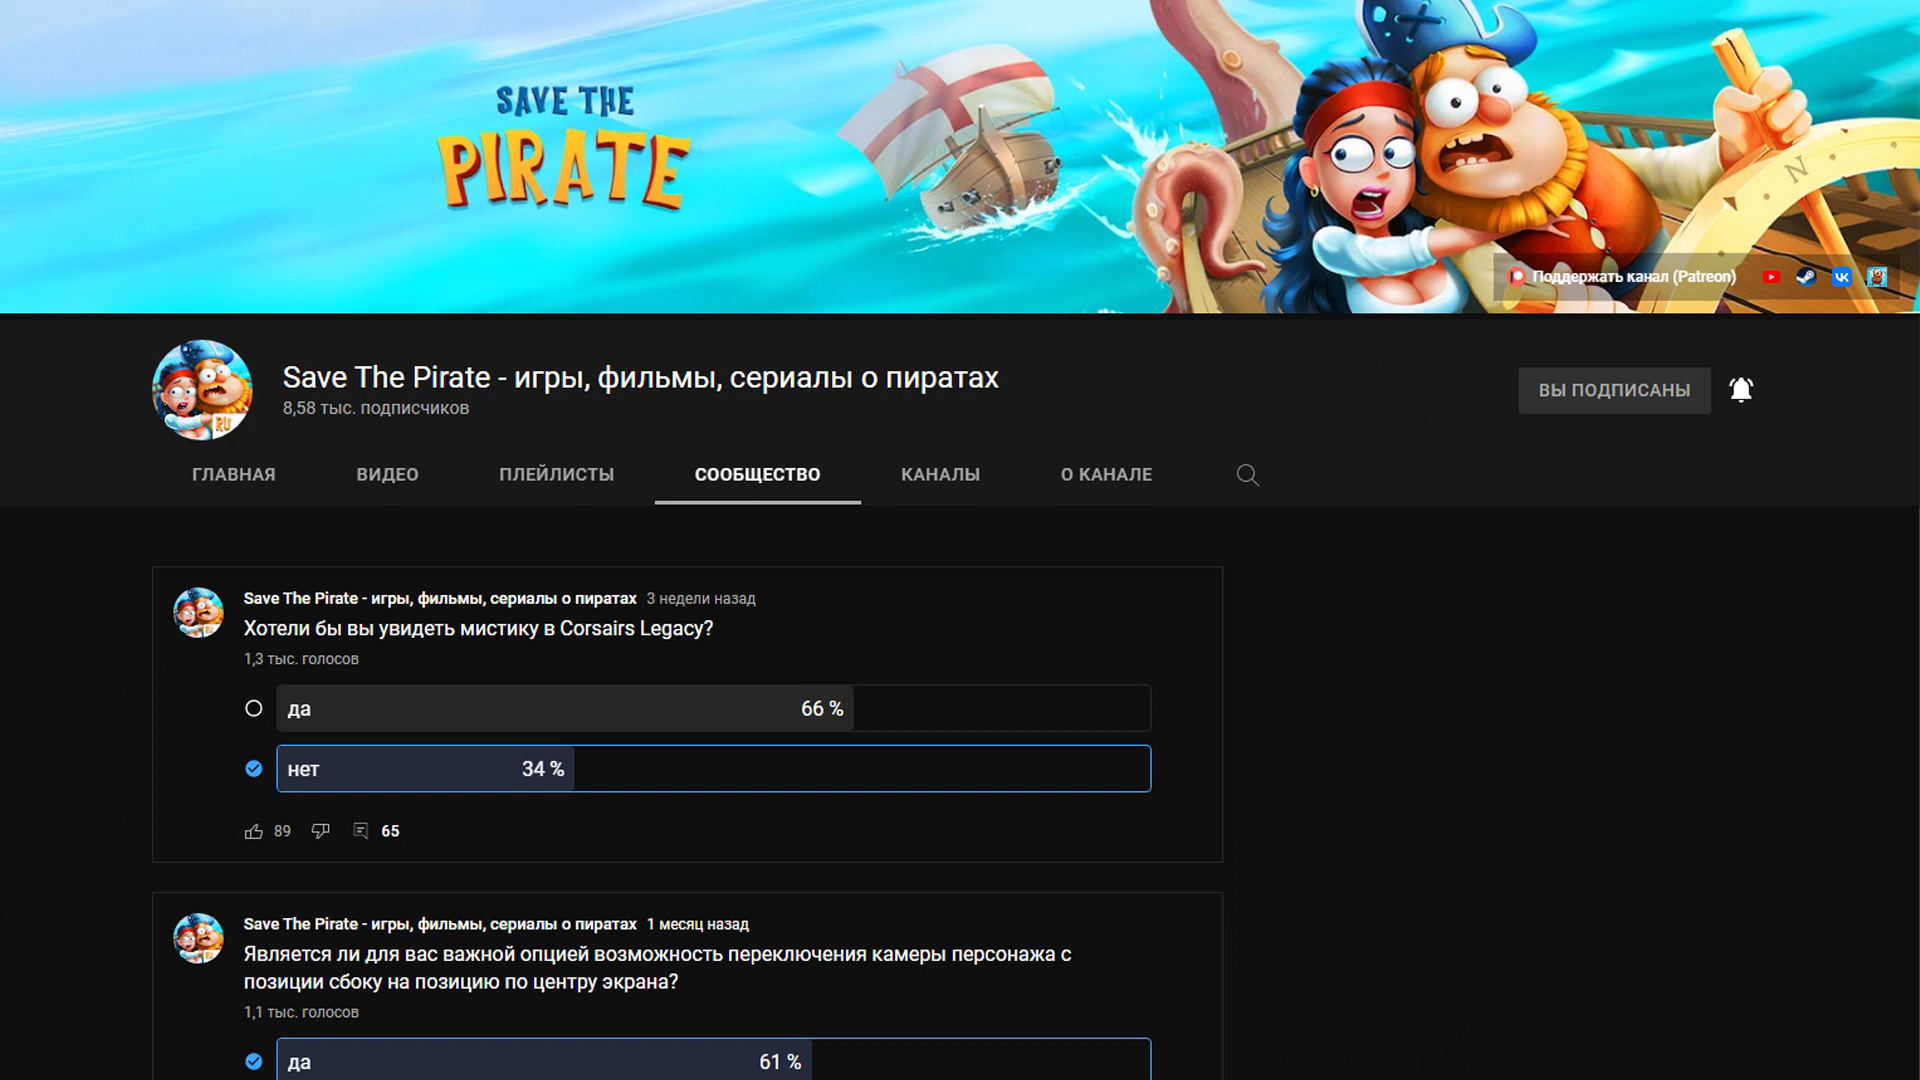 SAVE THE
PIRATE
N
Поддержать канал (Patreon)
Save The Pirate - игры, фильмы, сериалы о пиратах
8,58 тыс. подписчиков
RU
ВЫ ПОДПИСАНЫ
ГЛАВНАЯ ВИДЕО ПЛЕЙЛИСТЫ СООБЩЕСТВО КАНАЛЫ О КАНАЛЕ
Save The Pirate - игры, фильмы, сериалы о пиратах 3 недели назад
Хотели бы вы увидеть мистику в Corsairs Legacy?
1,3 тыс. голосов
да 66 %
нет 34 %
89 65
Save The Pirate - игры, фильмы, сериалы о пиратах 1 месяц назад
Является ли для вас важной опцией возможность переключения камеры персонажа с
позиции сбоку на позицию по центру экрана?
1,1 тыс. голосов
да 61 %